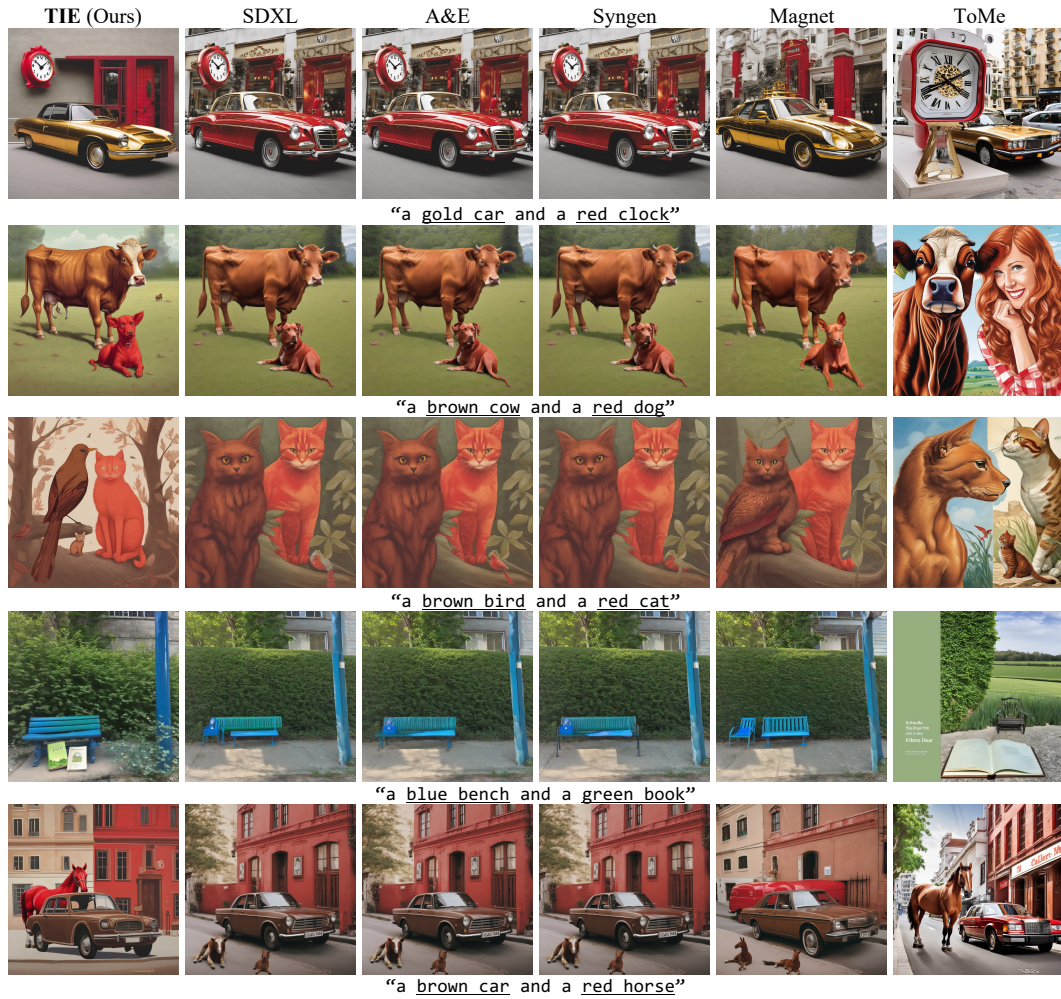 TIE (Ours) SDXL A&E Syngen Magnet ToMe
“a gold car and a red clock”
“a brown cow and a red dog”
“a brown bird and a red cat”
“a blue bench and a green book”
“a brown car and a red horse”